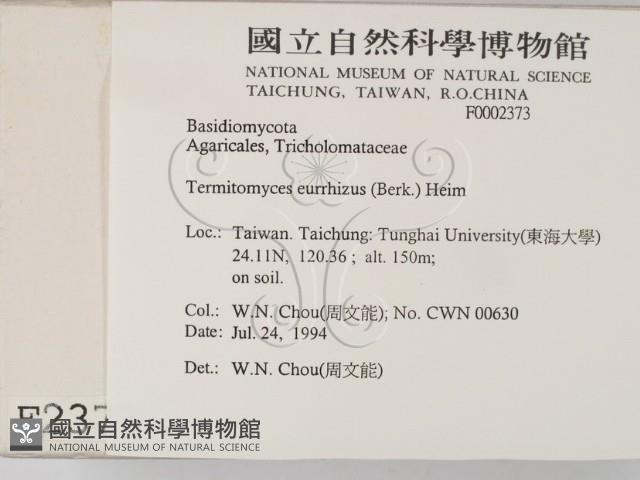 國立自然科學博物館
NATIONAL MUSEUM OF NATURAL SCIENCE
TAICHUNG, TAIWAN, R.O.CHINA
F0002373
Basidiomycota
Agaricales, Tricholomataceae
Termitomyces eurrhizus (Berk.) Heim
Loc.: Taiwan. Taichung: Tunghai University(東海大學)
24.11N, 120.36 ; alt. 150m;
on soil.
Col.: W.N. Chou(周文能); No. CWN 00630
Date: Jul. 24, 1994
Det.: W.N. Chou(周文能)
F237
國立自然科學博物館
NATIONAL MUSEUM OF NATURAL SCIENCE